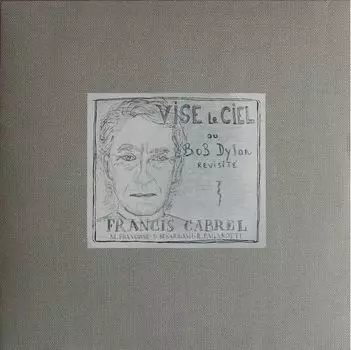 VISE Le CIEL
ou
BoB Dylan
REVISITÉ
FRANCIS CABREL